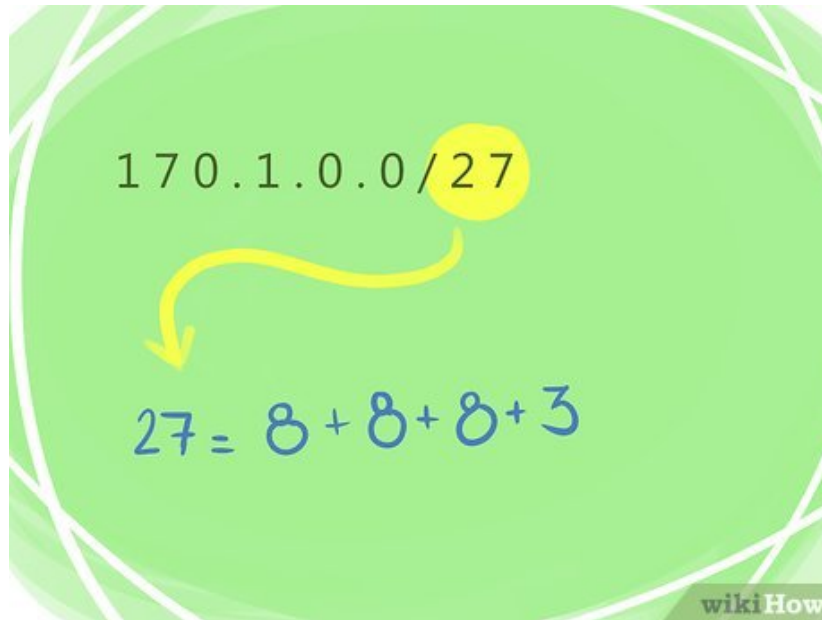 170.1.0.0/27
27 = 8 + 8 + 8 + 3
wikiHow